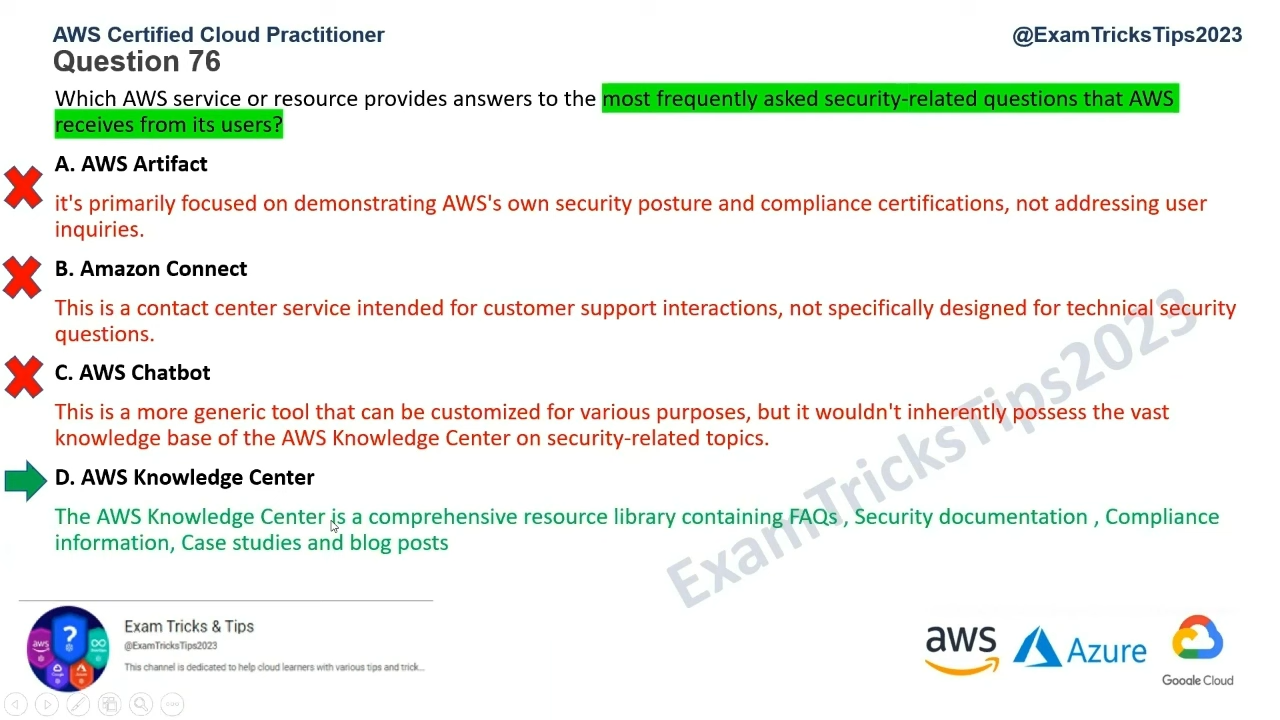 AWS Certified Cloud Practitioner
@ExamTricksTips2023
Question 76
Which AWS service or resource provides answers to the most frequently asked security-related questions that AWS
receives from its users?
A. AWS Artifact
it's primarily focused on demonstrating AWS's own security posture and compliance certifications, not addressing user
inquiries.
B. Amazon Connect
This is a contact center service intended for customer support interactions, not specifically designed for technical security
questions.
C. AWS Chatbot
This is a more generic tool that can be customized for various purposes, but it wouldn't inherently possess the vast
knowledge base of the AWS Knowledge Center on security-related topics.
D. AWS Knowledge Center
The AWS Knowledge Center is a comprehensive resource library containing FAQs , Security documentation , Compliance
information, Case studies and blog posts
ExamTricksTips2023
Exam Tricks & Tips
@ExamTricksTips2023
This channel is dedicated to help cloud learners with various tips and trick...
aws
?
aws
Azure
Google Cloud